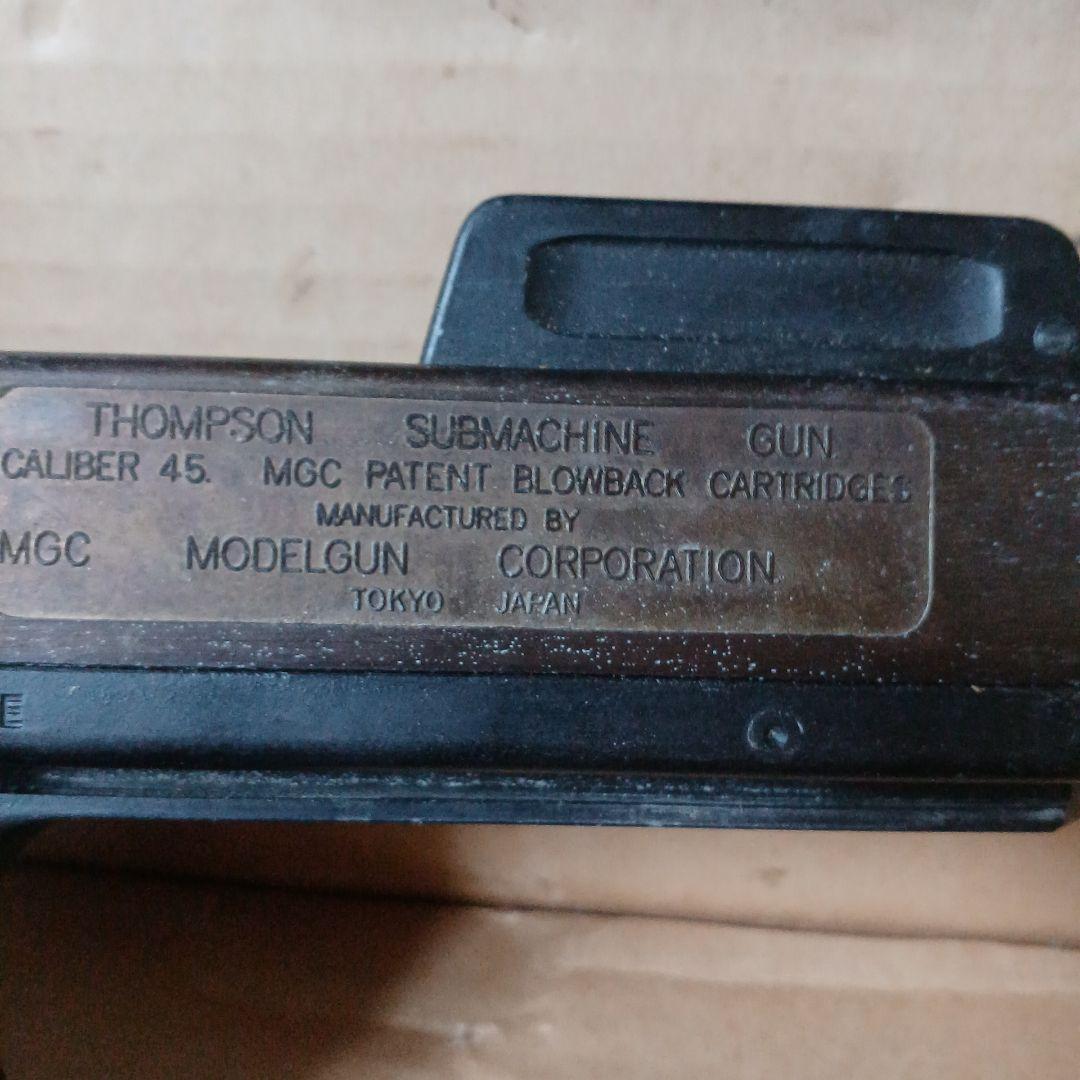 THOMPSON SUBMACHINE GUN
CALIBER 45. MGC PATENT BLOWBACK CARTRIDGES
MANUFACTURED BY
MGC MODELGUN CORPORATION
TOKYO JAPAN
E